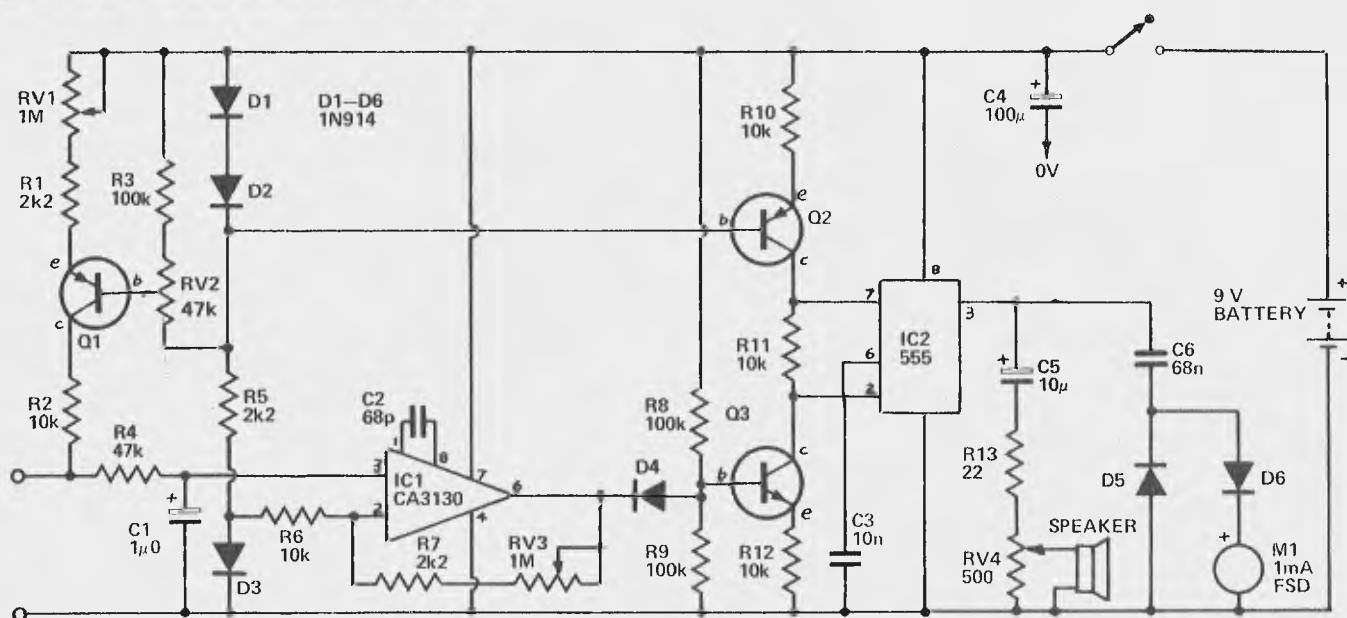 RV1
1M
R1
2k2
e
b
c
Q1
R2
10k
R4
47k
C1
1µ0
+
R3
100k
RV2
47k
D1
D2
D1–D6
1N914
R5
2k2
D3
R6
10k
C2
68p
1
8
3
2
IC1
CA3130
7
4
6
R7
2k2
RV3
1M
D4
R8
100k
R9
100k
R10
10k
e
b
Q2
c
R11
10k
Q3
c
b
e
R12
10k
7
6
2
8
3
IC2
555
C3
10n
+
C4
100µ
0V
+
C5
10µ
R13
22
RV4
500
SPEAKER
C6
68n
D5
D6
+
M1
1mA
FSD
9 V
BATTERY
+
−